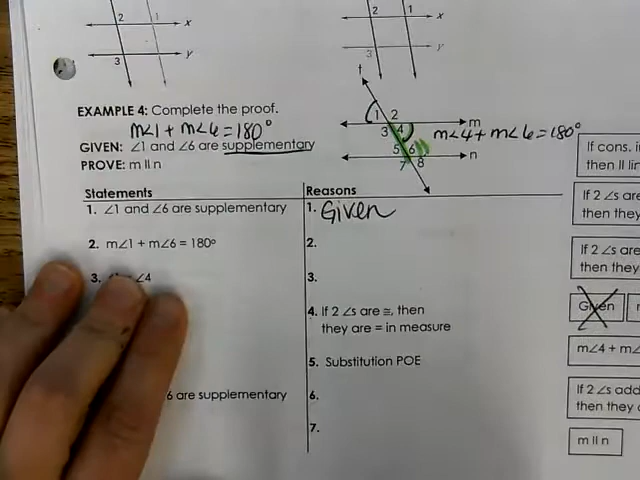 2 1 x
2 1 x
3 y
3 y
t
EXAMPLE 4: Complete the proof.
1 2 m
m∠1 + m∠6 = 180°
3 4 m∠4 + m∠6 = 180°
GIVEN: ∠1 and ∠6 are supplementary
5 6
PROVE: m ll n
7 8 n
If cons. i
then ll lin
Statements Reasons
If 2 ∠s are
then they
1. ∠1 and ∠6 are supplementary 1. Given
2. m∠1 + m∠6 = 180° 2.
If 2 ∠s are
then they
3. ∠4 3.
Given
4. If 2 ∠s are ≅, then
they are = in measure
m∠4 + m∠
5. Substitution POE
6 are supplementary 6.
If 2 ∠s add
then they
7.
m ll n